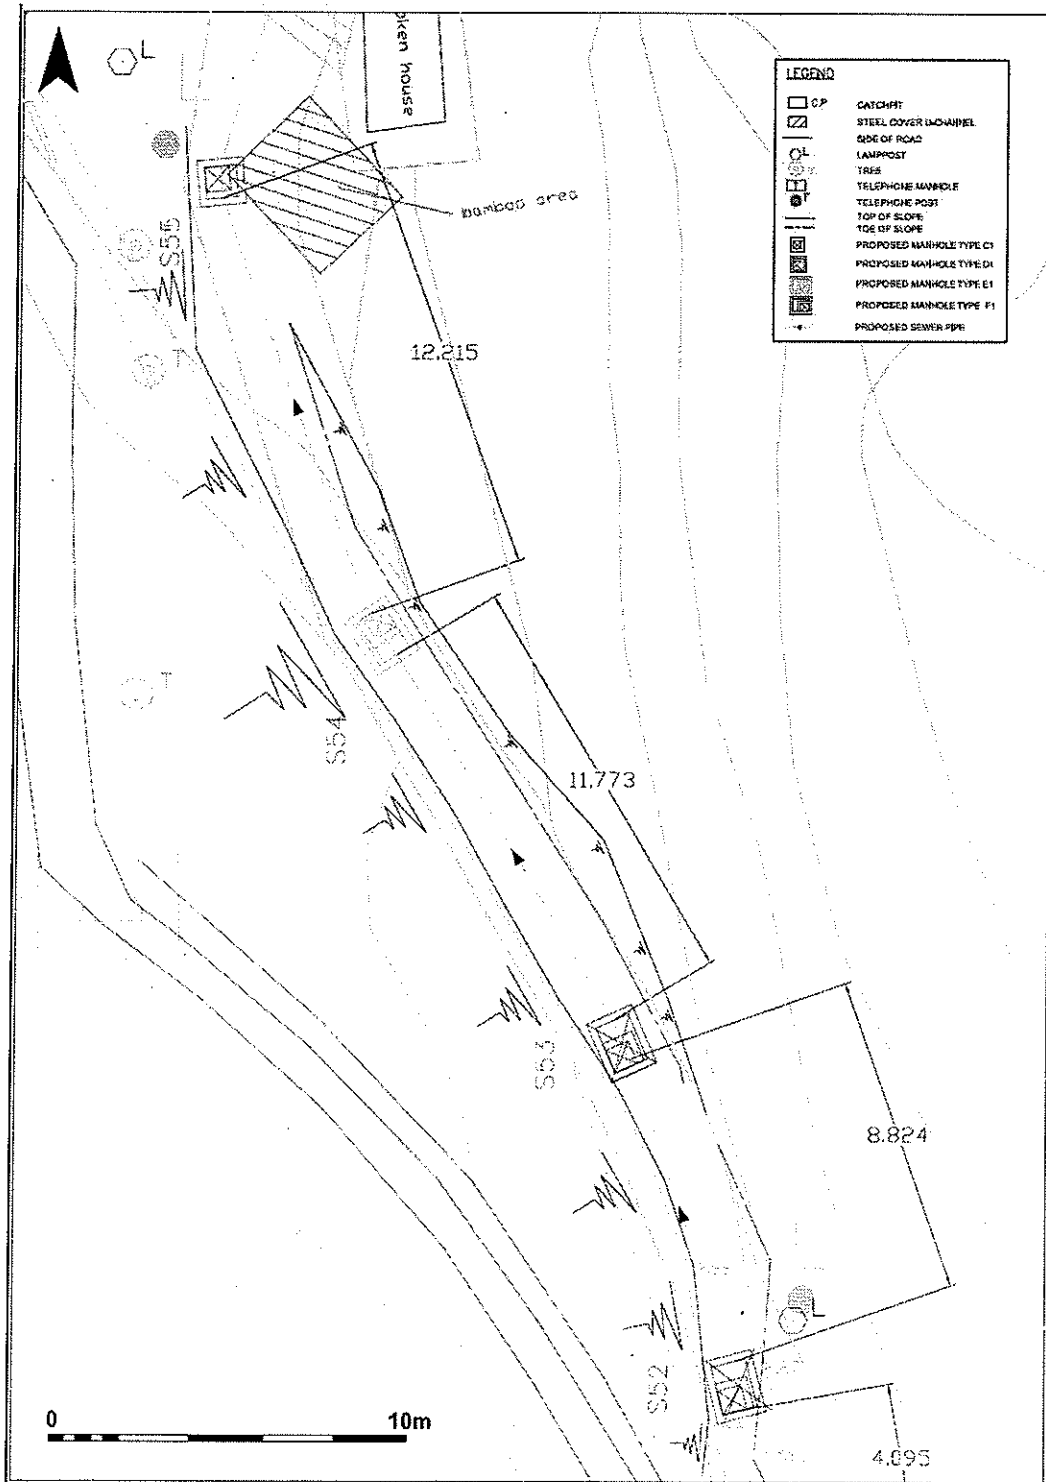 L
oken house
LEGEND
C.P CATCHPIT
STEEL COVER U-CHANNEL
SIDE OF ROAD
L LAMPPOST
TREE
TELEPHONE MANHOLE
T TELEPHONE POST
TOP OF SLOPE
TOE OF SLOPE
PROPOSED MANHOLE TYPE C1
PROPOSED MANHOLE TYPE D1
PROPOSED MANHOLE TYPE E1
PROPOSED MANHOLE TYPE F1
PROPOSED SEWER PIPE
bamboo area
S55
12.215
T
T
S54
11.773
S53
8.824
L
S52
0 10m